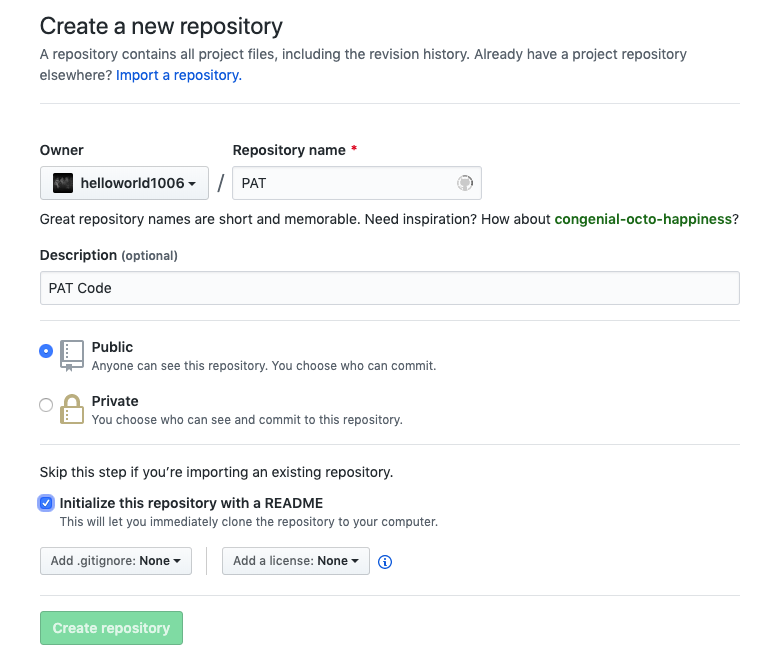 Create a new repository
A repository contains all project files, including the revision history. Already have a project repository
elsewhere? Import a repository.
Owner
Repository name *
helloworld1006 / PAT
Great repository names are short and memorable. Need inspiration? How about congenial-octo-happiness?
Description (optional)
PAT Code
Public
Anyone can see this repository. You choose who can commit.
Private
You choose who can see and commit to this repository.
Skip this step if you’re importing an existing repository.
Initialize this repository with a README
This will let you immediately clone the repository to your computer.
Add .gitignore: None
Add a license: None
Create repository